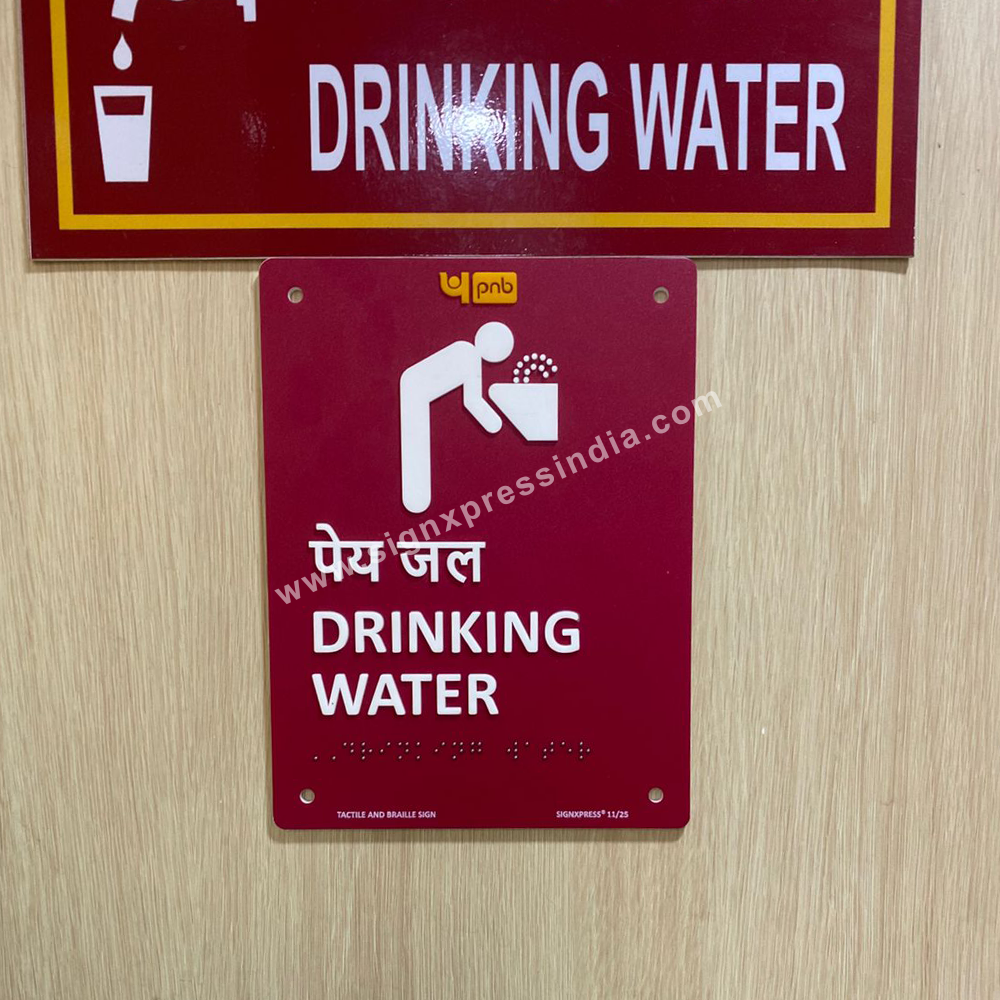 DRINKING WATER
pnb
पेय जल
DRINKING
WATER
⠠⠠⠙⠗⠊⠝⠅⠊⠝⠛ ⠺⠁⠞⠑⠗
TACTILE AND BRAILLE SIGN SIGNXPRESS® 11/25
www.signxpressindia.com